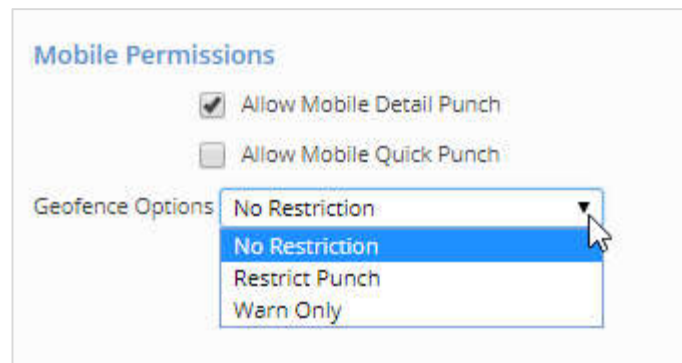 Mobile Permissions
Allow Mobile Detail Punch
Allow Mobile Quick Punch
Geofence Options No Restriction
No Restriction
Restrict Punch
Warn Only